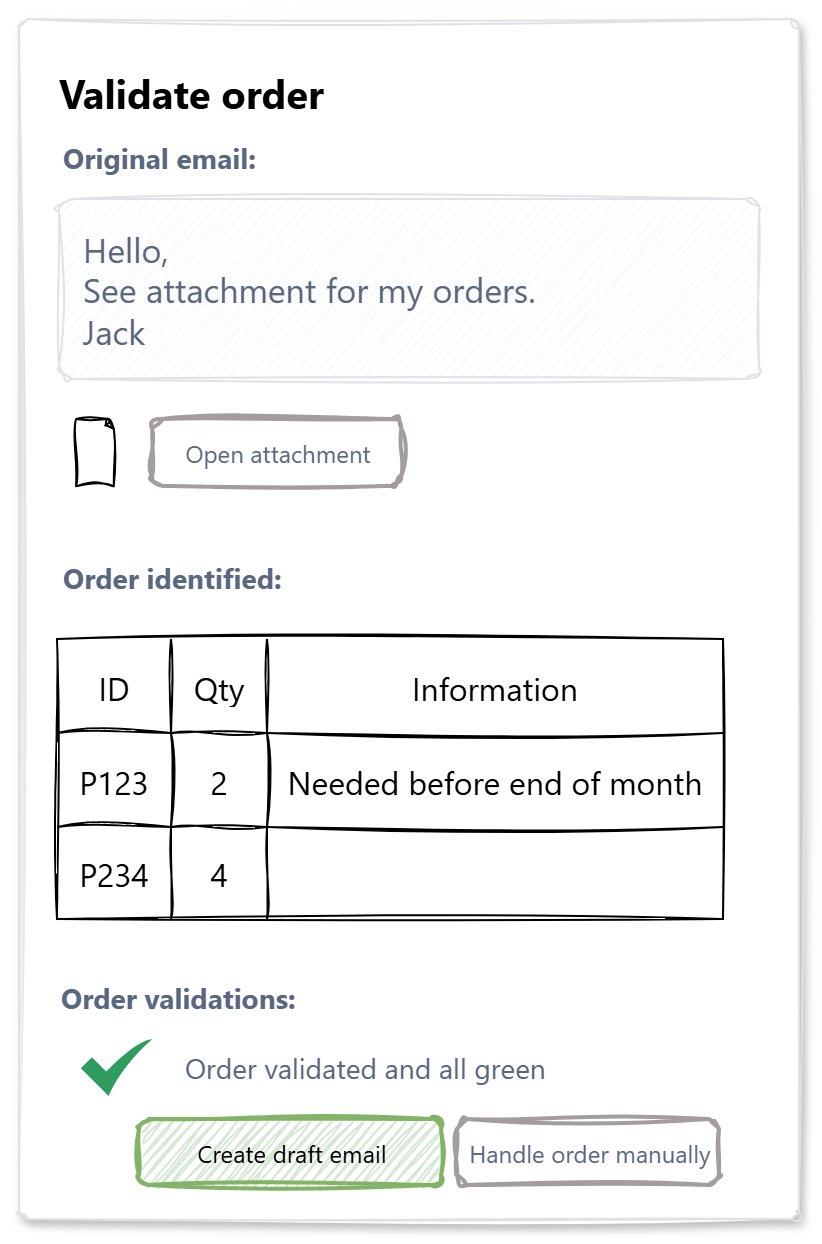 Validate order
Original email:
Hello,
See attachment for my orders.
Jack
Open attachment
Order identified:
ID Qty Information
P123 2 Needed before end of month
P234 4
Order validations:
Order validated and all green
Create draft email Handle order manually